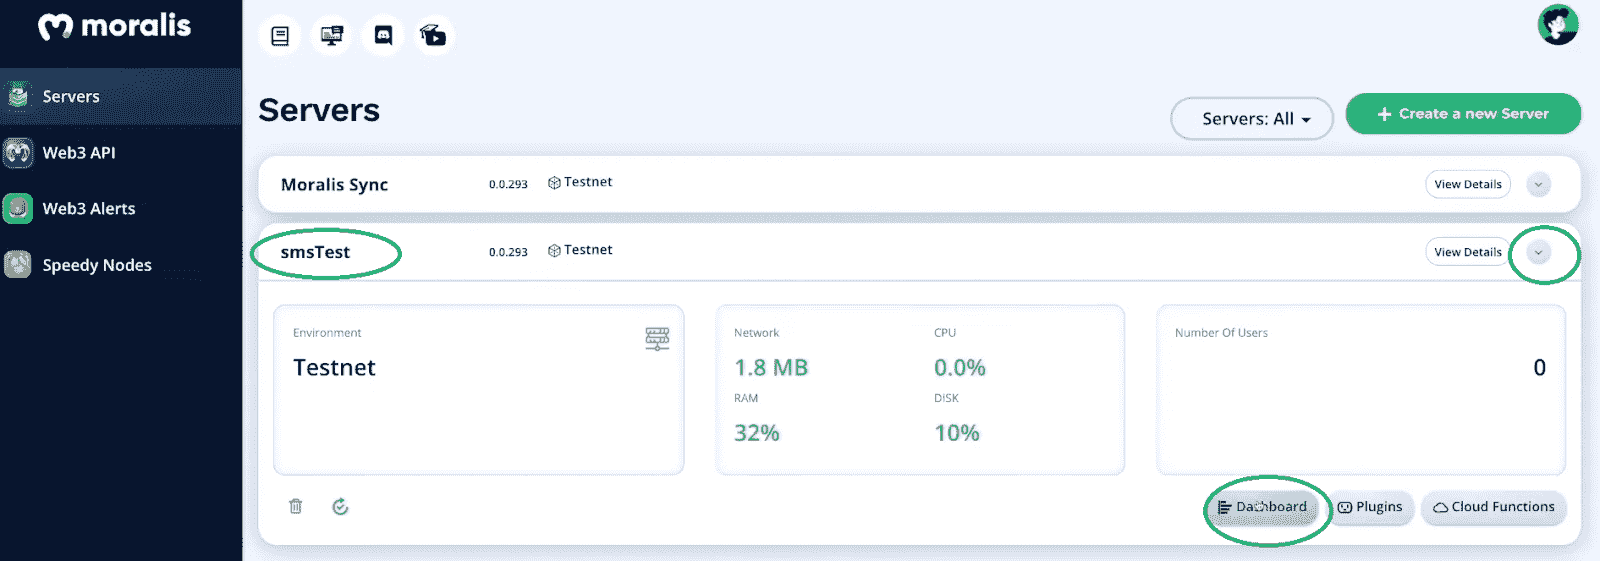 moralis
Servers
Web3 API
Web3 Alerts
Speedy Nodes
Servers
Servers: All
+ Create a new Server
Moralis Sync 0.0.293 Testnet View Details
smsTest 0.0.293 Testnet View Details
Environment
Testnet
Network CPU
1.8 MB 0.0%
RAM DISK
32% 10%
Number Of Users
0
Dashboard Plugins Cloud Functions